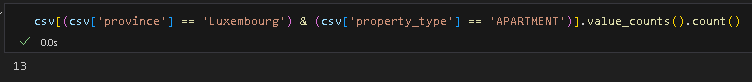 csv[(csv['province'] == 'Luxembourg') & (csv['property_type'] == 'APARTMENT')].value_counts().count()
0.0s
13